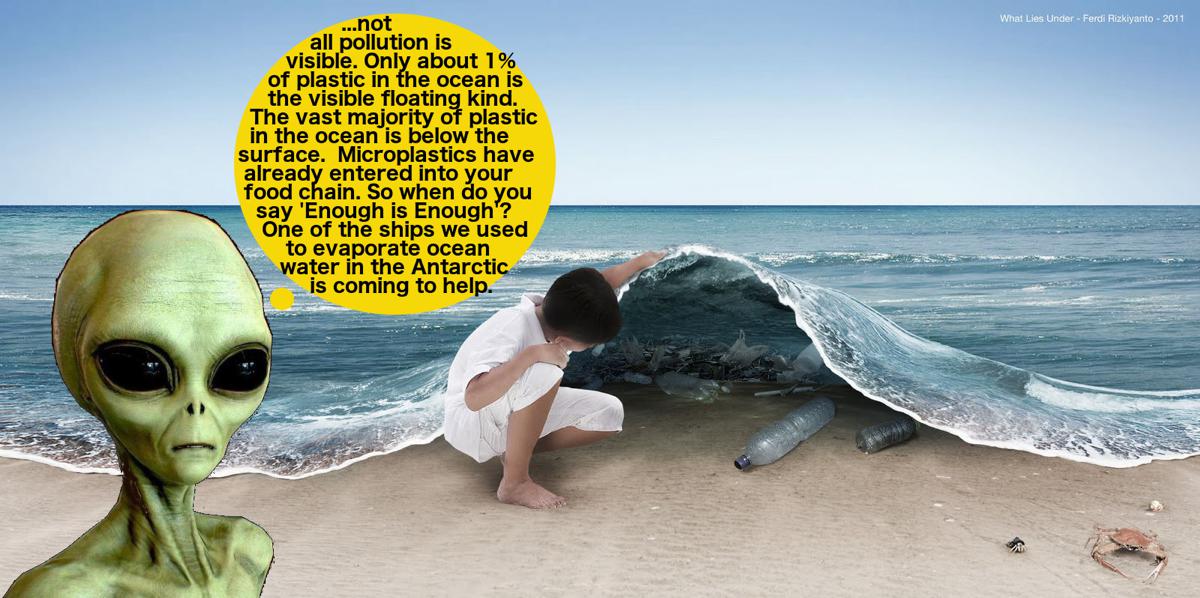 What Lies Under - Ferdi Rizkiyanto - 2011
...not
all pollution is
visible. Only about 1%
of plastic in the ocean is
the visible floating kind.
The vast majority of plastic
in the ocean is below the
surface.  Microplastics have
already entered into your
food chain. So when do you
say 'Enough is Enough'?
One of the ships we used
to evaporate ocean
water in the Antarctic
is coming to help.